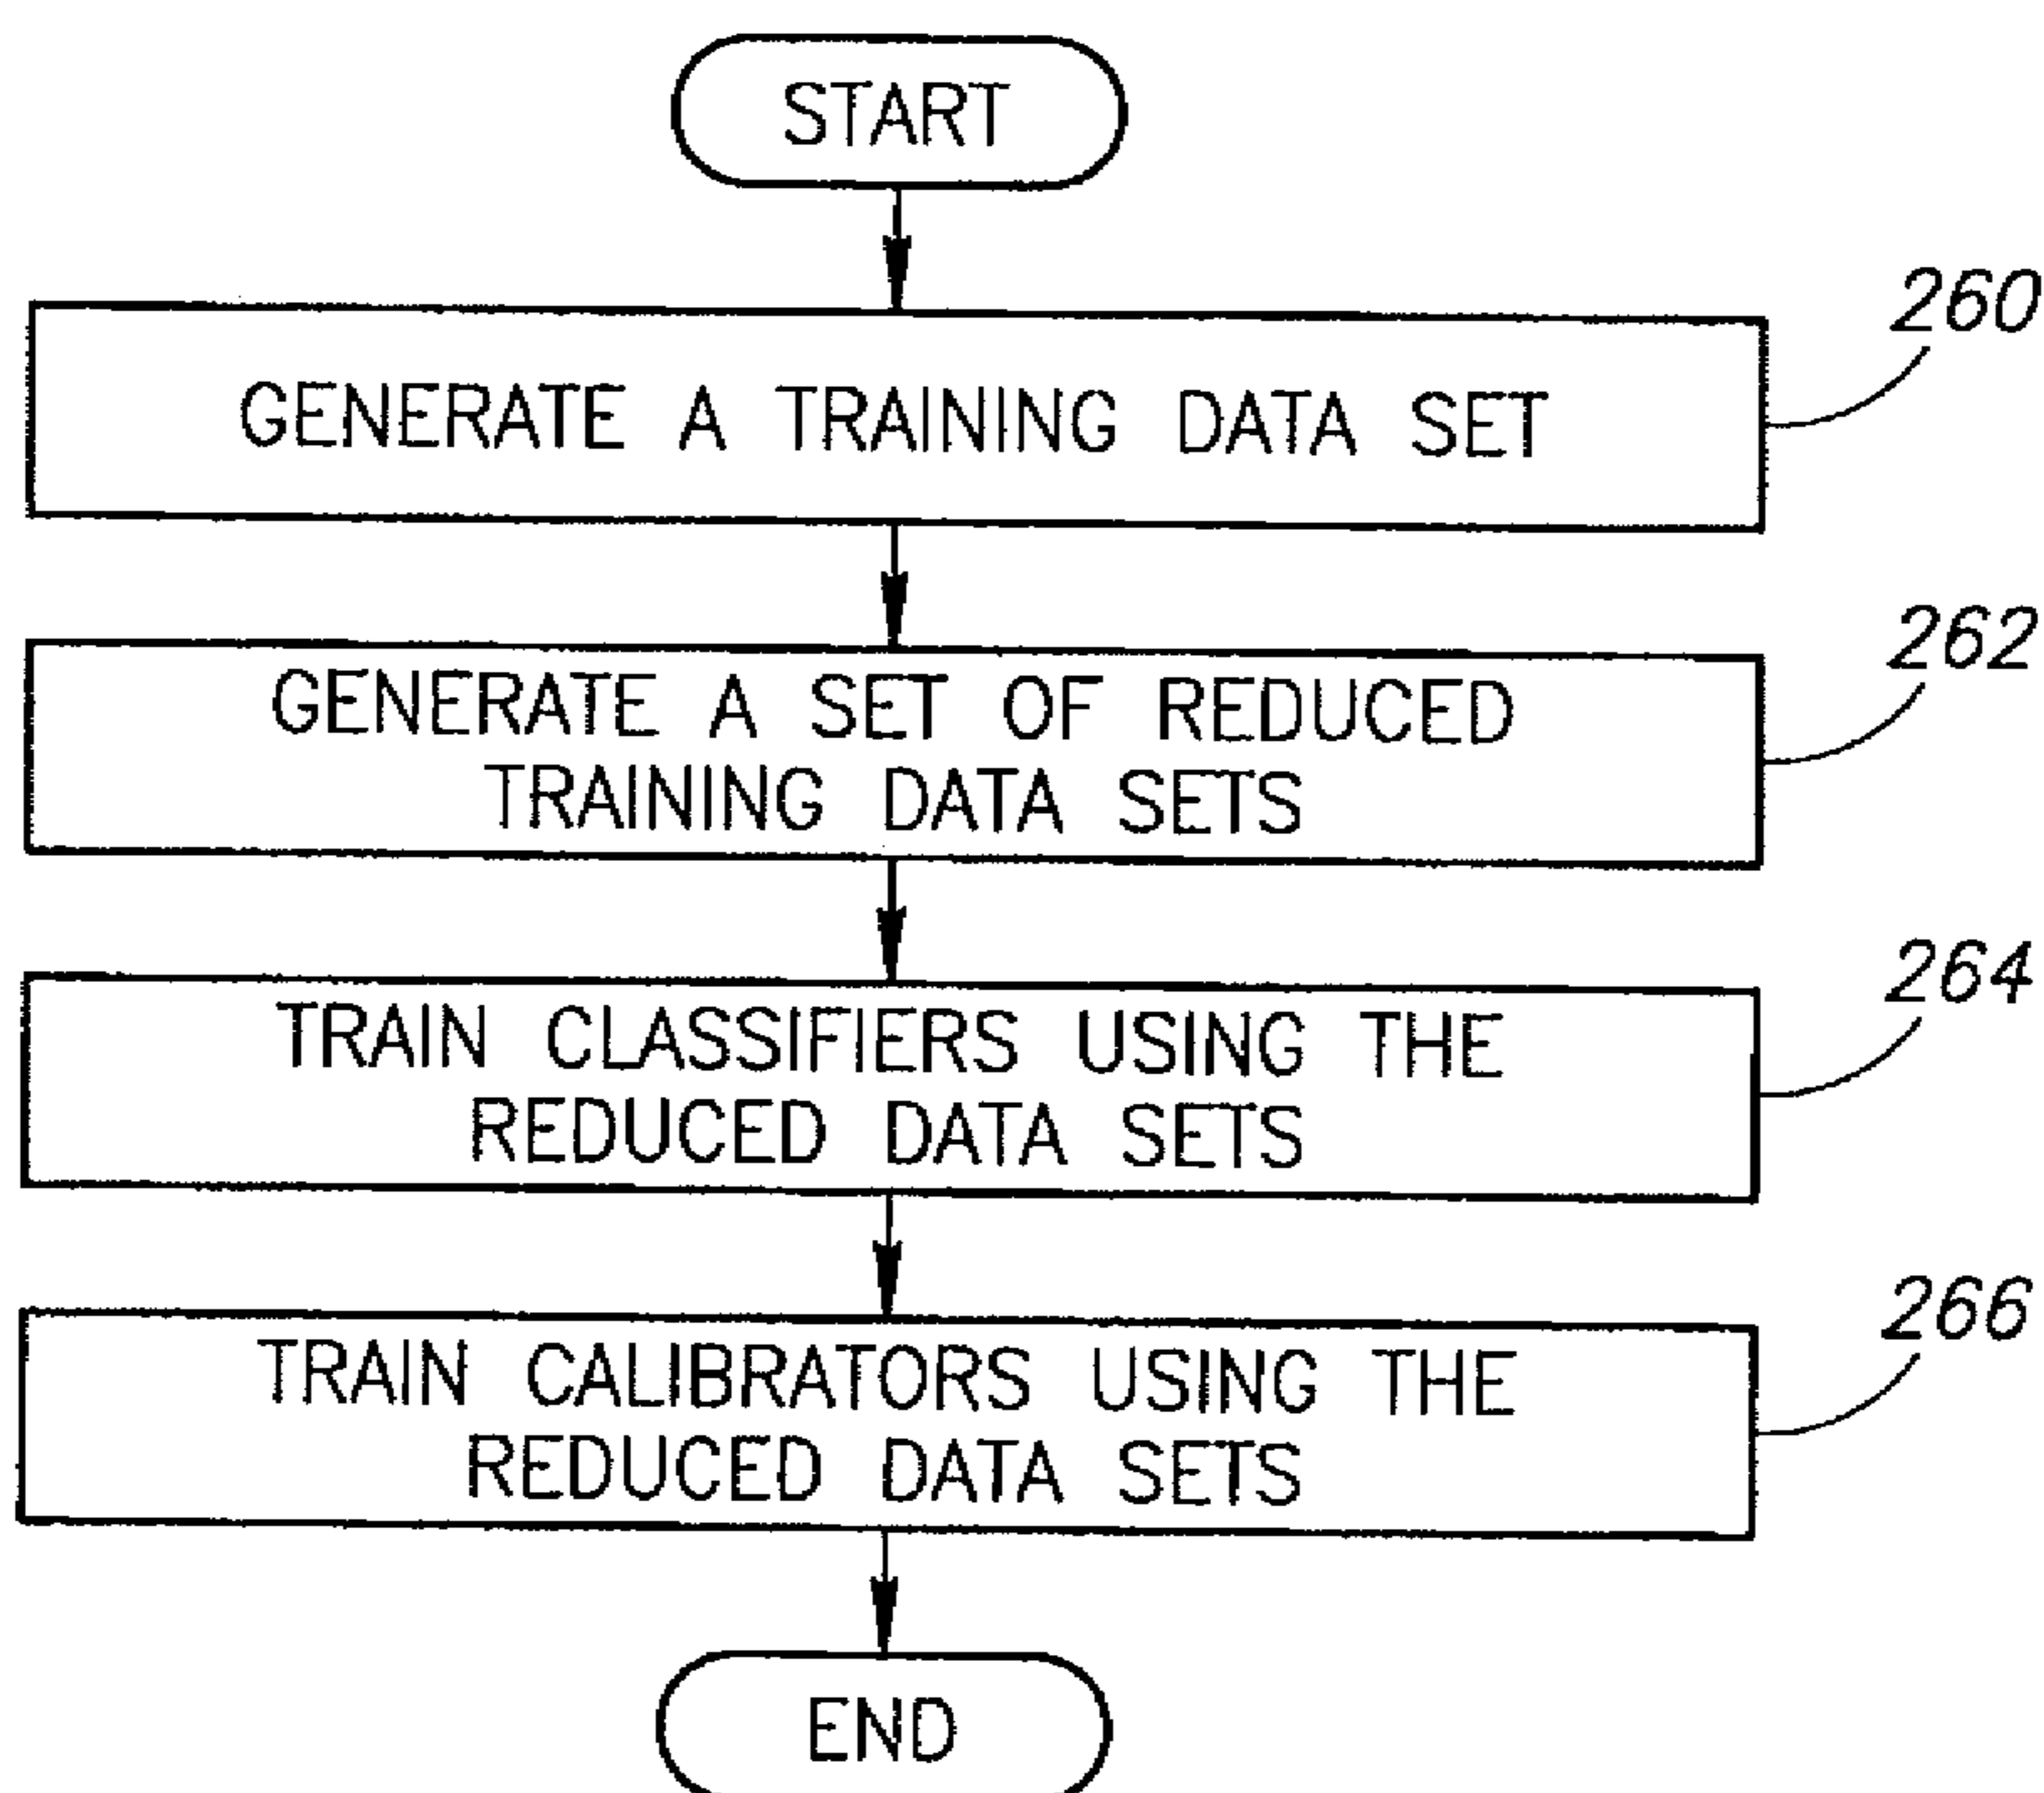 START
260
GENERATE A TRAINING DATA SET
262
GENERATE A SET OF REDUCED
TRAINING DATA SETS
264
TRAIN CLASSIFIERS USING THE
REDUCED DATA SETS
266
TRAIN CALIBRATORS USING THE
REDUCED DATA SETS
END